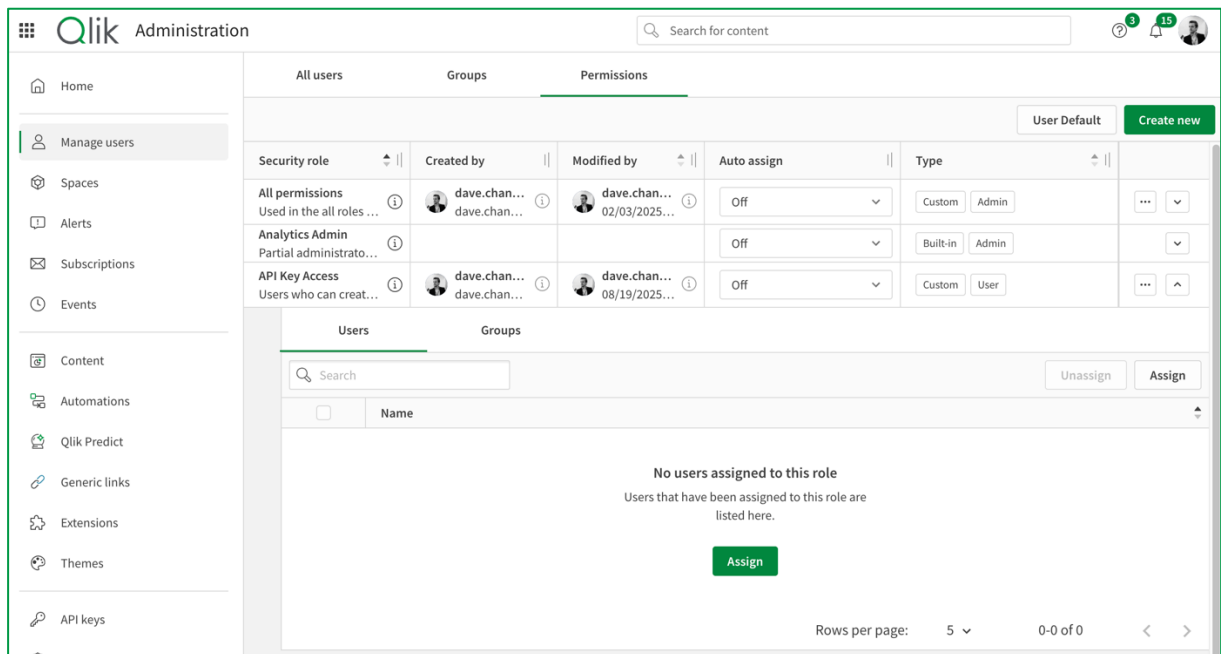 Qlik Administration
Search for content
3
15
Home
Manage users
Spaces
Alerts
Subscriptions
Events
Content
Automations
Qlik Predict
Generic links
Extensions
Themes
API keys
All users Groups Permissions
User Default Create new
Security role Created by Modified by Auto assign Type
All permissions
Used in the all roles ...
dave.chan...
dave.chan...
dave.chan...
02/03/2025...
Off
Custom Admin
Analytics Admin
Partial administrato...
Off
Built-in Admin
API Key Access
Users who can creat...
dave.chan...
dave.chan...
dave.chan...
08/19/2025...
Off
Custom User
Users Groups
Search
Unassign Assign
Name
No users assigned to this role
Users that have been assigned to this role are
listed here.
Assign
Rows per page: 5 0-0 of 0